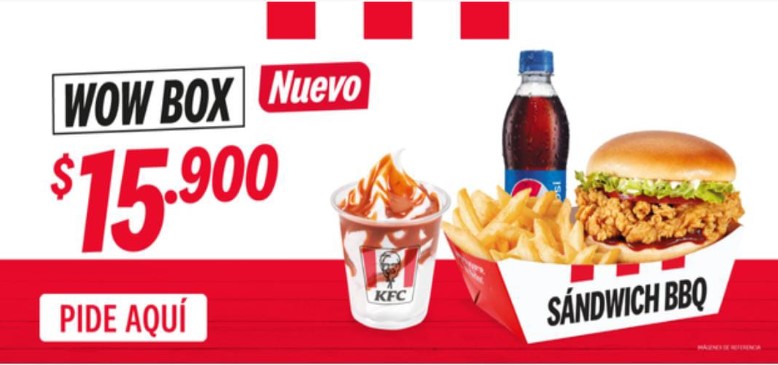 WOW BOX
Nuevo
$15.900
KFC
SÁNDWICH BBQ
PIDE AQUÍ
IMÁGENES DE REFERENCIA